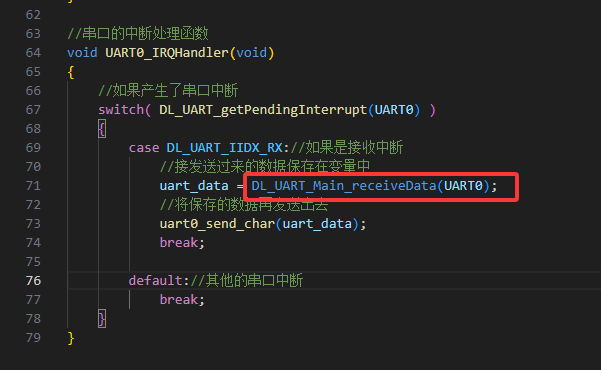 62
63 //串口的中断处理函数
64 void UART0_IRQHandler(void)
65 {
66 //如果产生了串口中断
67 switch( DL_UART_getPendingInterrupt(UART0) )
68 {
69 case DL_UART_IIDX_RX://如果是接收中断
70 //接发送过来的数据保存在变量中
71 uart_data = DL_UART_Main_receiveData(UART0);
72 //将保存的数据再发送出去
73 uart0_send_char(uart_data);
74 break;
75
76 default://其他的串口中断
77 break;
78 }
79 }